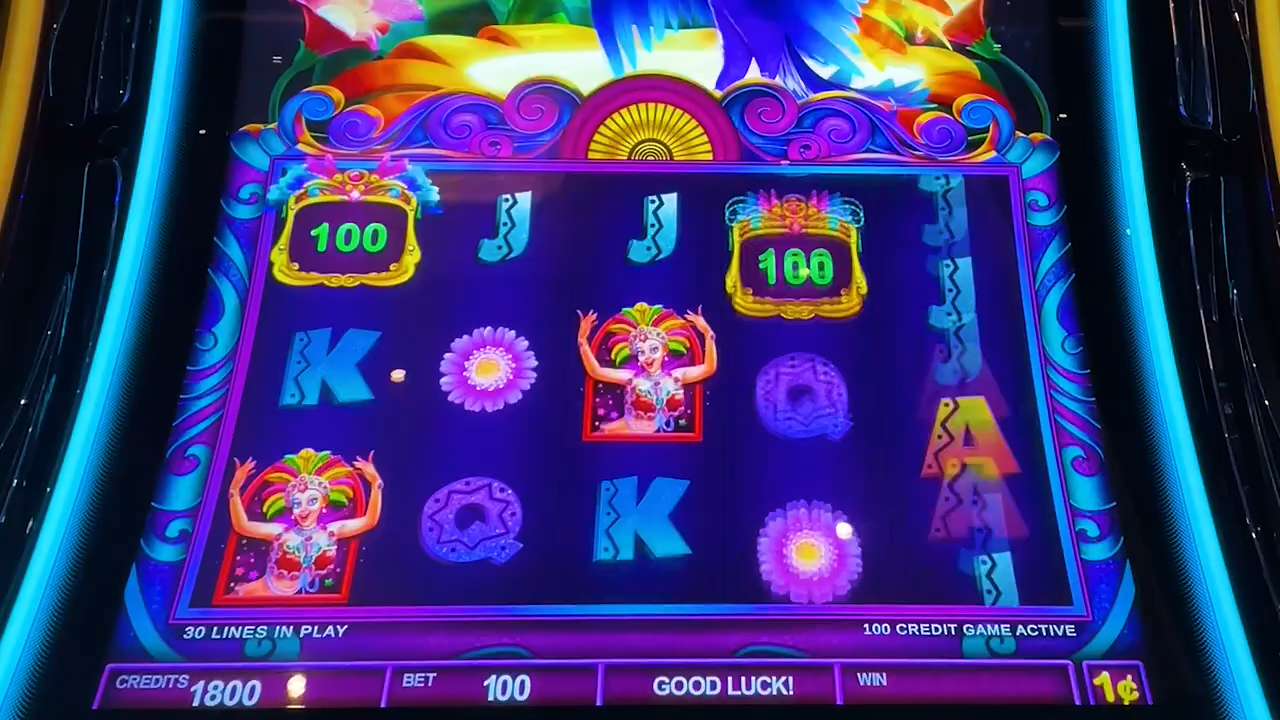 100 J J 100 J
K Q A
Q K J
30 LINES IN PLAY
100 CREDIT GAME ACTIVE
CREDITS 1800
BET 100
GOOD LUCK!
WIN
1¢